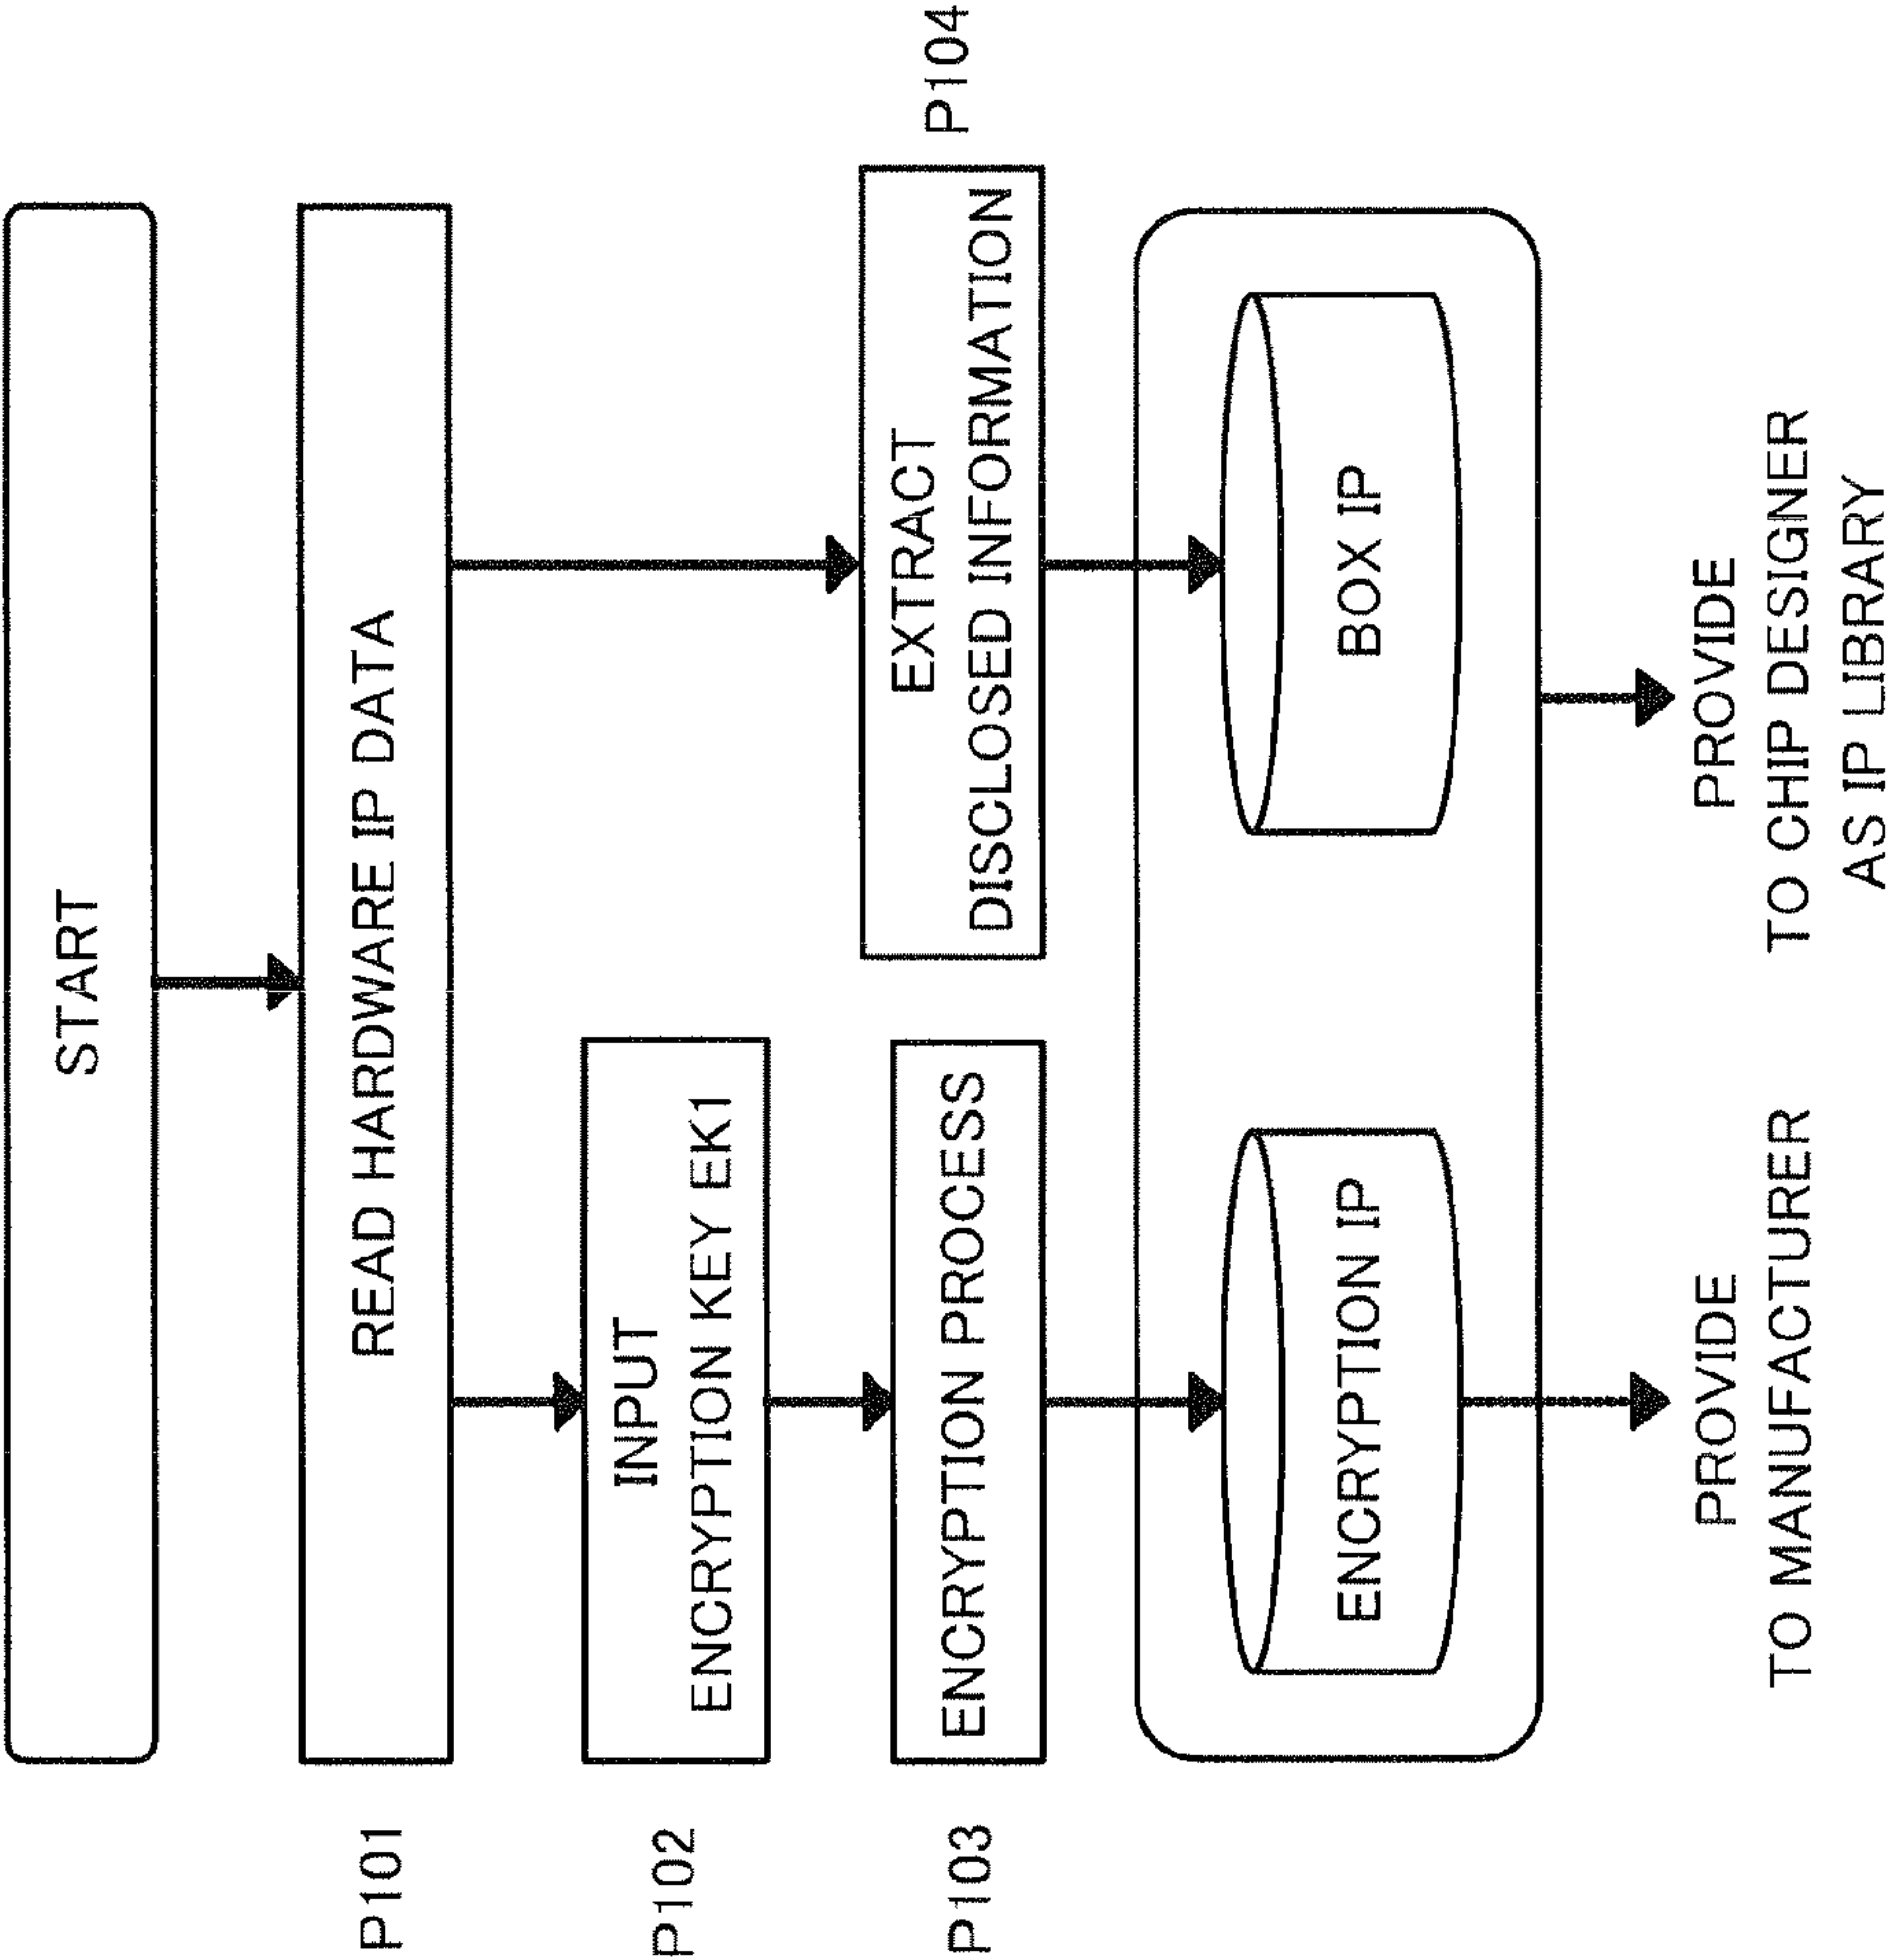 START
P101
READ HARDWARE IP DATA
P102
INPUT
ENCRYPTION KEY EK1
P103
ENCRYPTION PROCESS
EXTRACT
DISCLOSED INFORMATION
P104
ENCRYPTION IP
BOX IP
PROVIDE
TO MANUFACTURER
PROVIDE
TO CHIP DESIGNER
AS IP LIBRARY